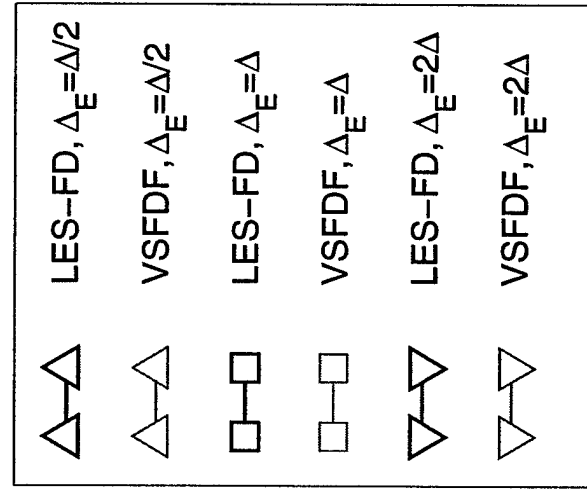 LES-FD, Δ_E=Δ/2
VSFDF, Δ_E=Δ/2
LES-FD, Δ_E=Δ
VSFDF, Δ_E=Δ
LES-FD, Δ_E=2Δ
VSFDF, Δ_E=2Δ